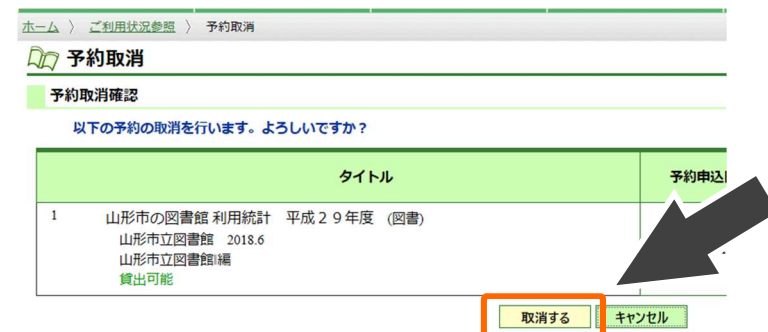 ホーム 〉 ご利用状況参照 〉 予約取消
予約取消
予約取消確認
以下の予約の取消を行います。よろしいですか？
タイトル 予約申込
1 山形市の図書館 利用統計 平成２９年度 (図書)
山形市立図書館 2018.6
山形市立図書館∥編
貸出可能
取消する キャンセル